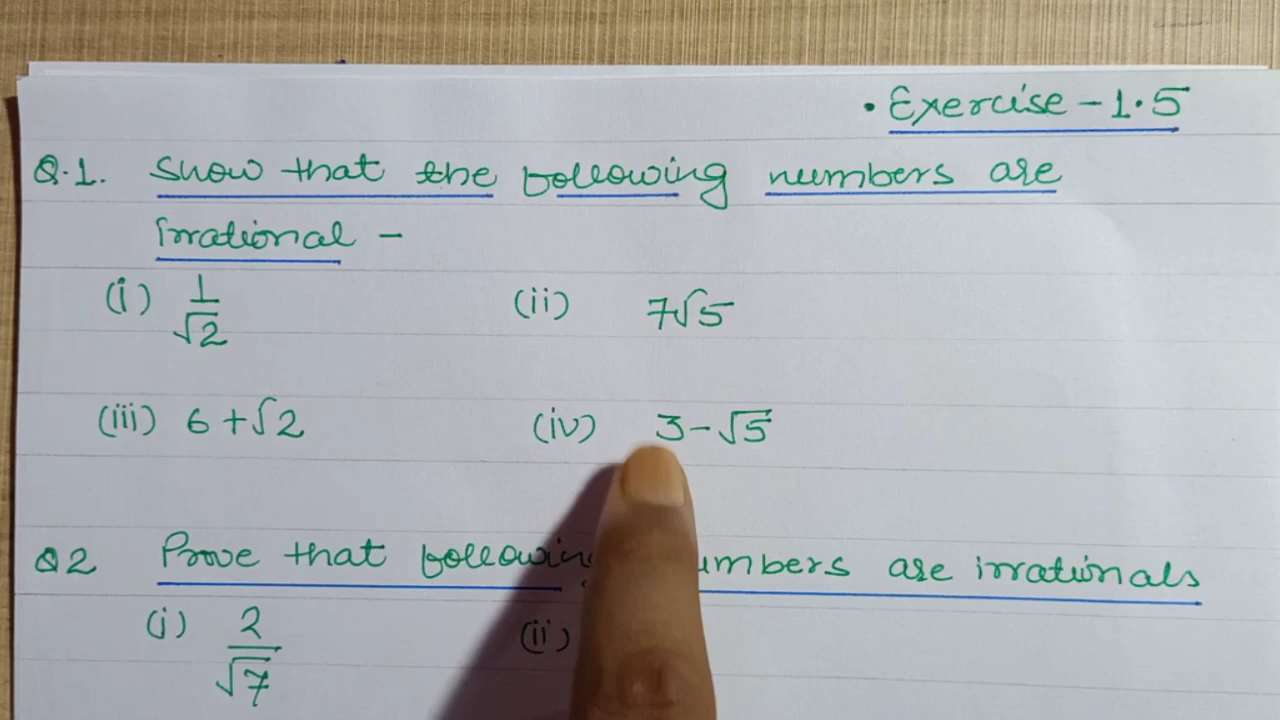 • Exercise - 1.5
Q.1. Show that the following numbers are
irrational -
(i) 1/√2 (ii) 7√5
(iii) 6 + √2 (iv) 3 - √5
Q2 Prove that following numbers are irrationals
(i) 2/√7 (ii)